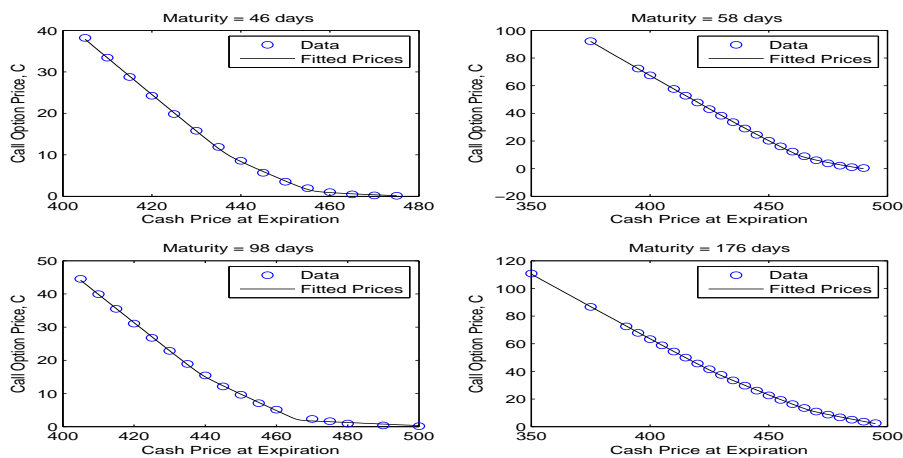 Maturity = 46 days
40
30
20
10
0
400
420
440
460
480
Call Option Price, C
Cash Price at Expiration
Data
Fitted Prices
Maturity = 58 days
100
80
60
40
20
0
−20
350
400
450
500
Call Option Price, C
Cash Price at Expiration
Data
Fitted Prices
Maturity = 98 days
50
40
30
20
10
0
400
420
440
460
480
500
Call Option Price, C
Cash Price at Expiration
Data
Fitted Prices
Maturity = 176 days
120
100
80
60
40
20
0
350
400
450
500
Call Option Price, C
Cash Price at Expiration
Data
Fitted Prices